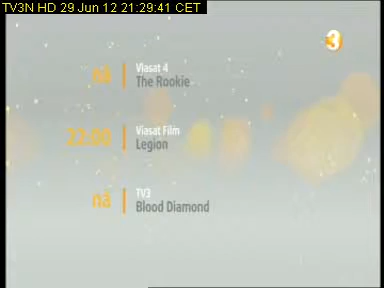 TV3N HD 29 Jun 12 21:29:41 CET
3
nå
Viasat 4
The Rookie
22:00
Viasat Film
Legion
nå
TV3
Blood Diamond